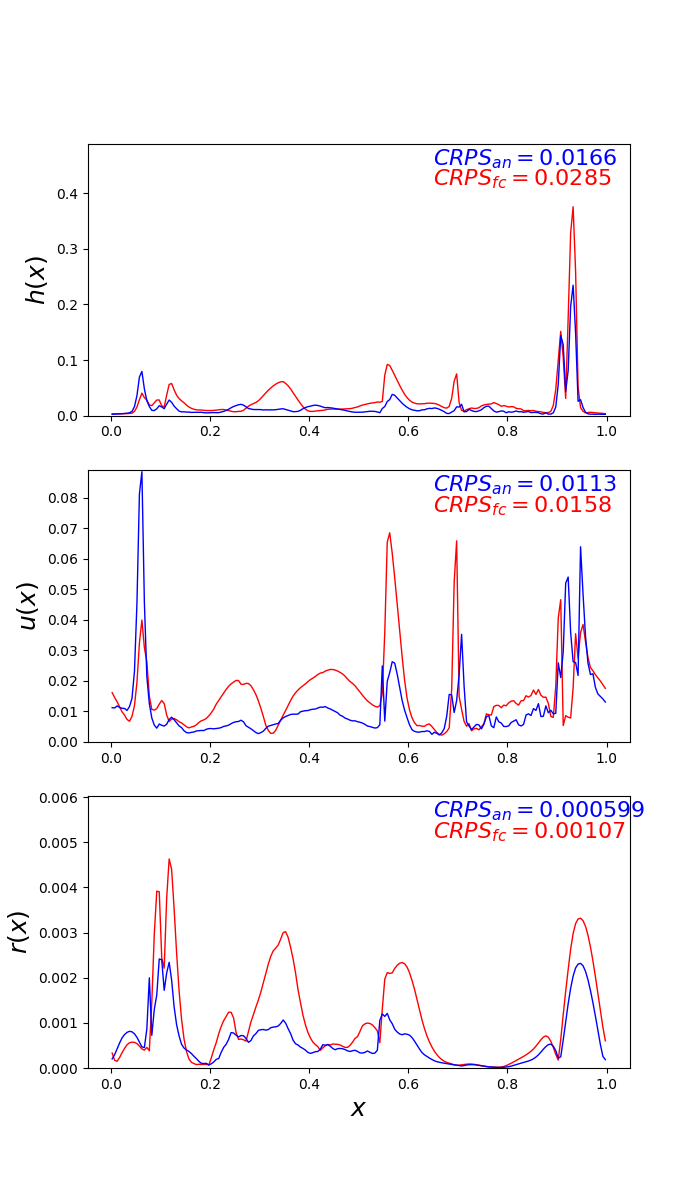 CRPS_an = 0.0166
CRPS_fc = 0.0285
h(x)
0.4
0.3
0.2
0.1
0.0
0.0 0.2 0.4 0.6 0.8 1.0
CRPS_an = 0.0113
CRPS_fc = 0.0158
u(x)
0.08
0.07
0.06
0.05
0.04
0.03
0.02
0.01
0.00
0.0 0.2 0.4 0.6 0.8 1.0
CRPS_an = 0.000599
CRPS_fc = 0.00107
r(x)
0.006
0.005
0.004
0.003
0.002
0.001
0.000
0.0 0.2 0.4 0.6 0.8 1.0
x